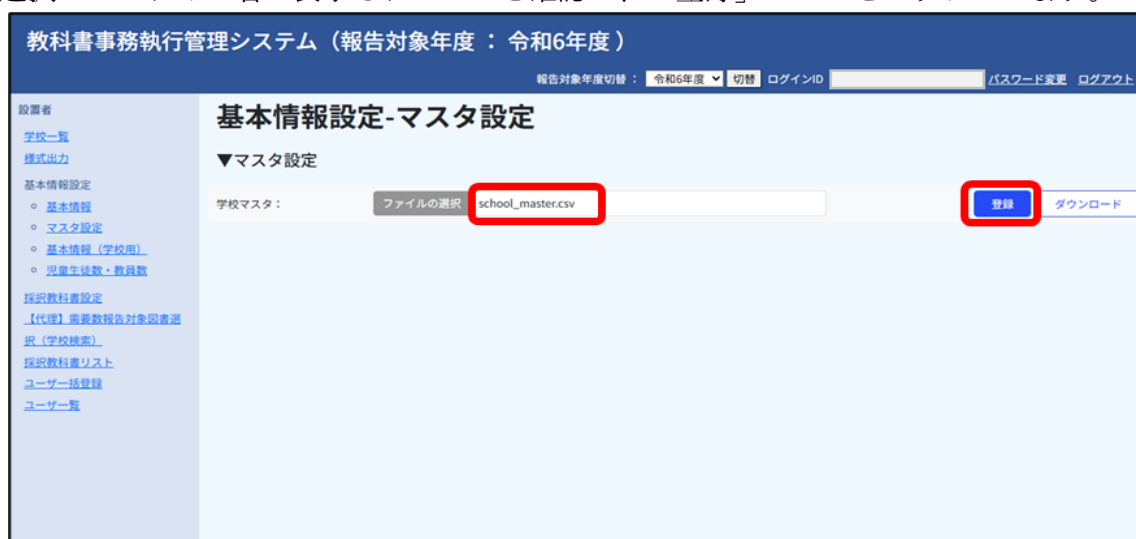 教科書事務執行管理システム（報告対象年度 ： 令和6年度 ）
報告対象年度切替 ： 令和6年度 切替 ログインID パスワード変更 ログアウト
設置者
学校一覧
様式出力
基本情報設定
基本情報
マスタ設定
基本情報（学校用）
児童生徒数・教員数
採択教科書設定
【代理】需要数報告対象図書選
択（学校検索）
採択教科書リスト
ユーザー括登録
ユーザ一覧
基本情報設定-マスタ設定
▼マスタ設定
学校マスタ： ファイルの選択 school_master.csv 登録 ダウンロード